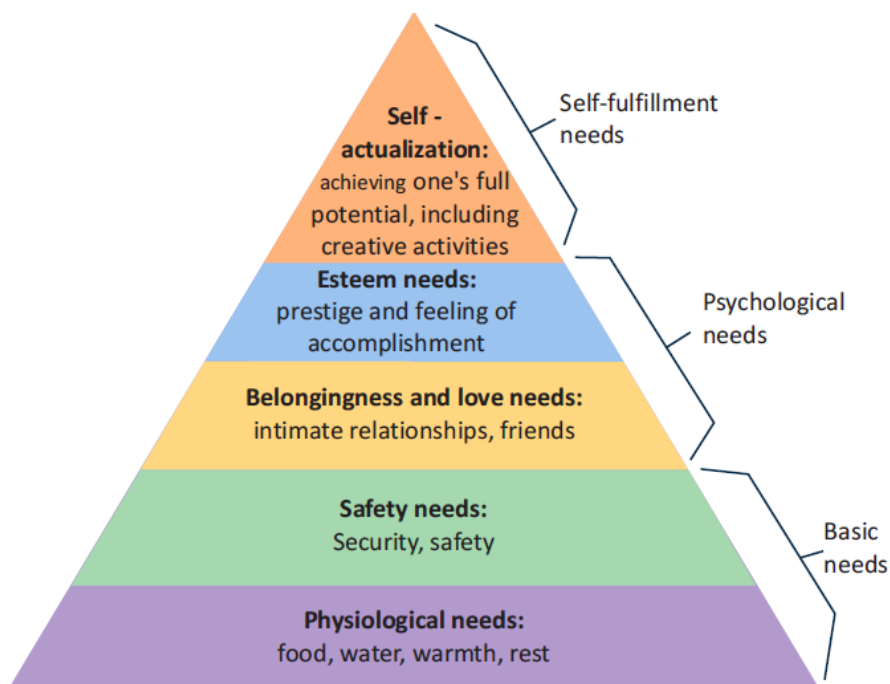 Self -
actualization:
achieving one's full
potential, including
creative activities
Self-fulfillment
needs
Esteem needs:
prestige and feeling of
accomplishment
Psychological
needs
Belongingness and love needs:
intimate relationships, friends
Safety needs:
Security, safety
Basic
needs
Physiological needs:
food, water, warmth, rest